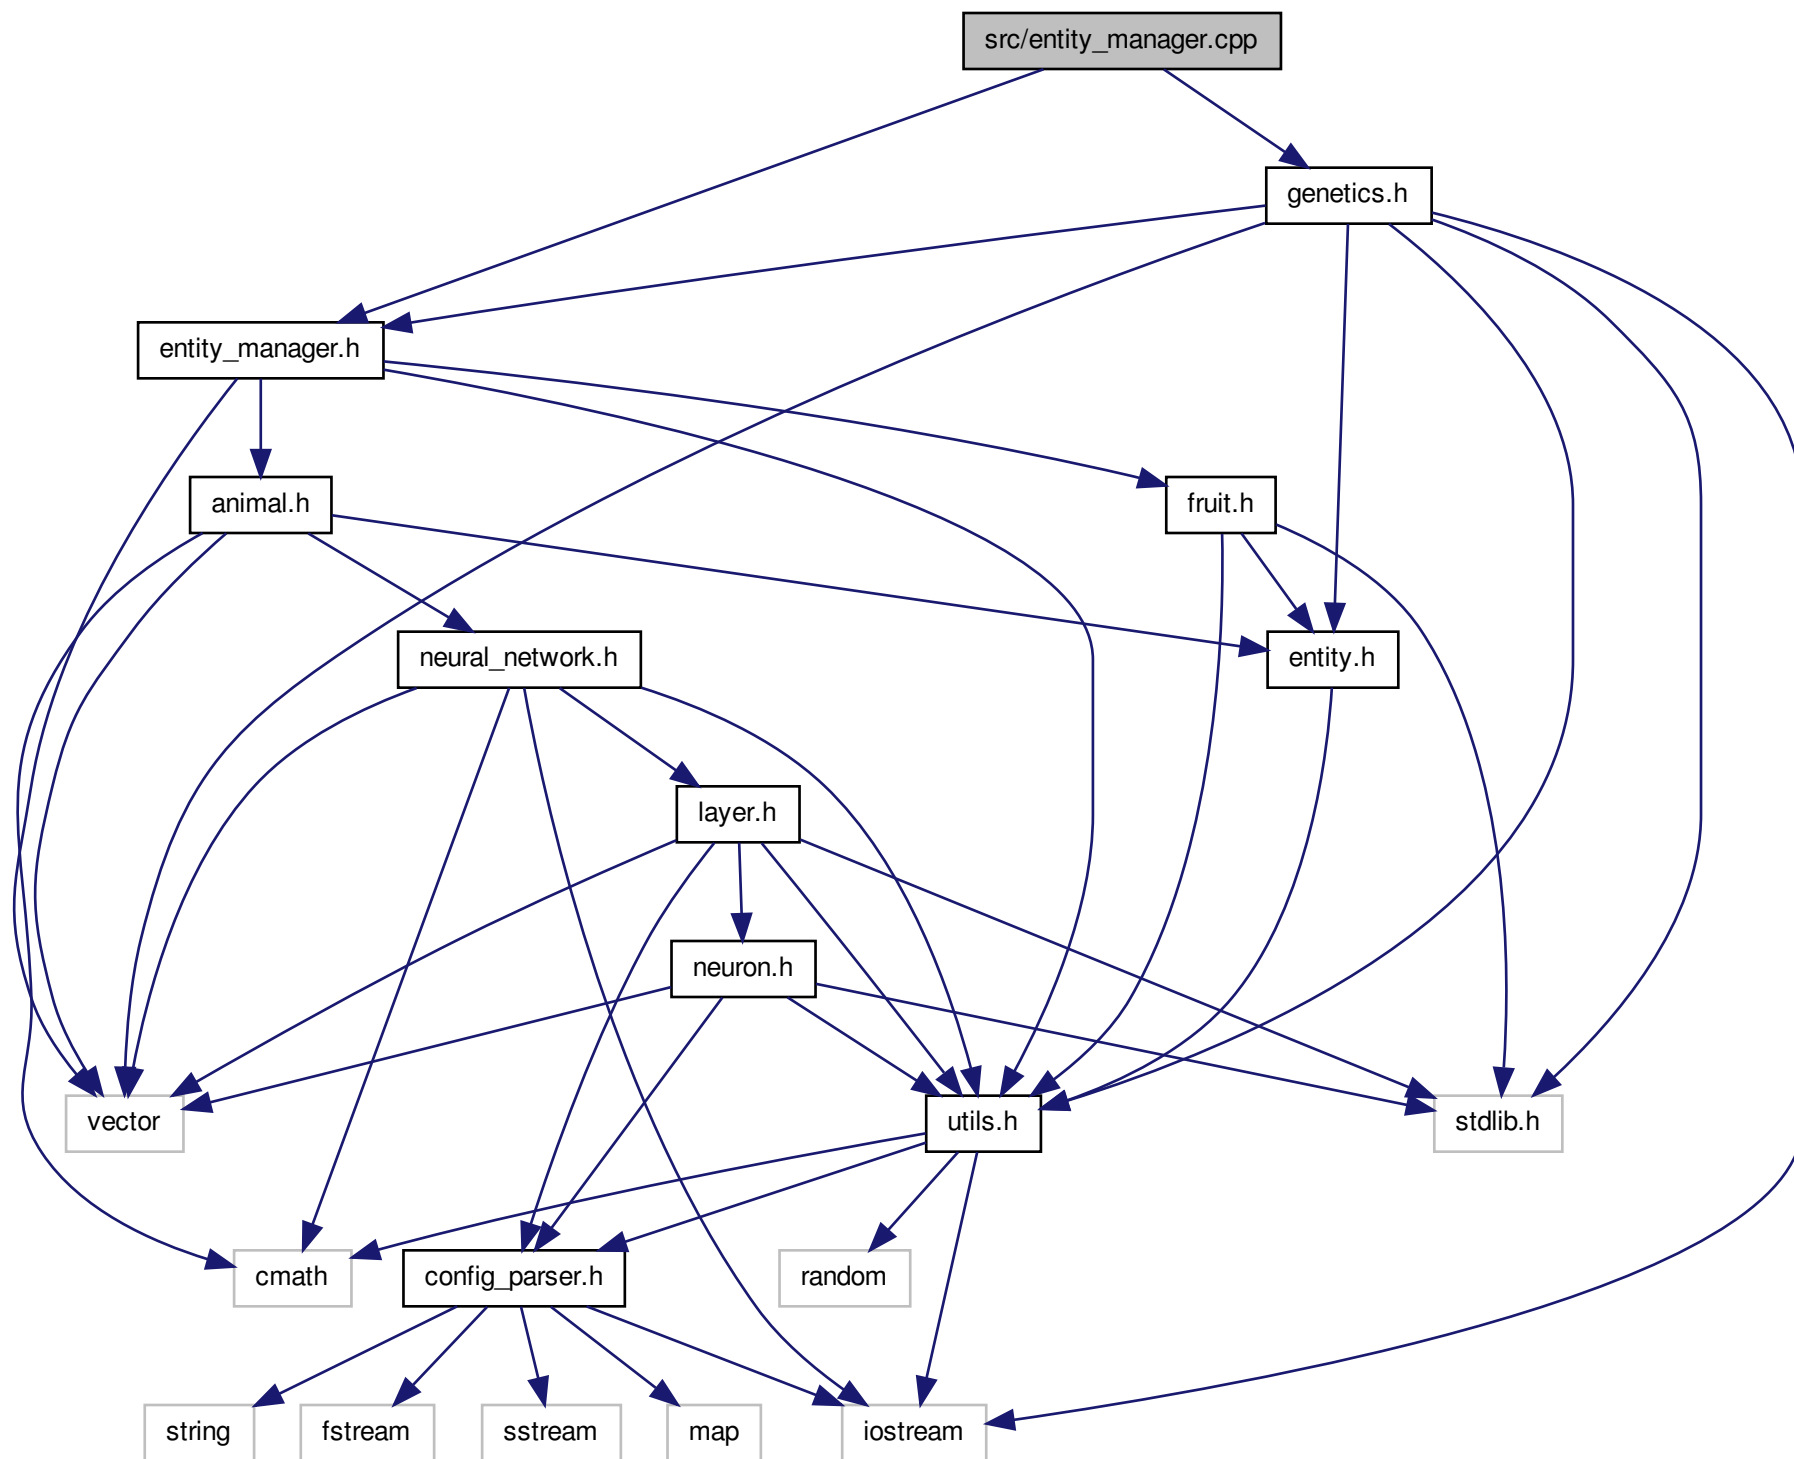 src/entity_manager.cpp
genetics.h
entity_manager.h
animal.h
fruit.h
neural_network.h
entity.h
layer.h
neuron.h
vector
utils.h
stdlib.h
cmath
config_parser.h
random
string
fstream
sstream
map
iostream